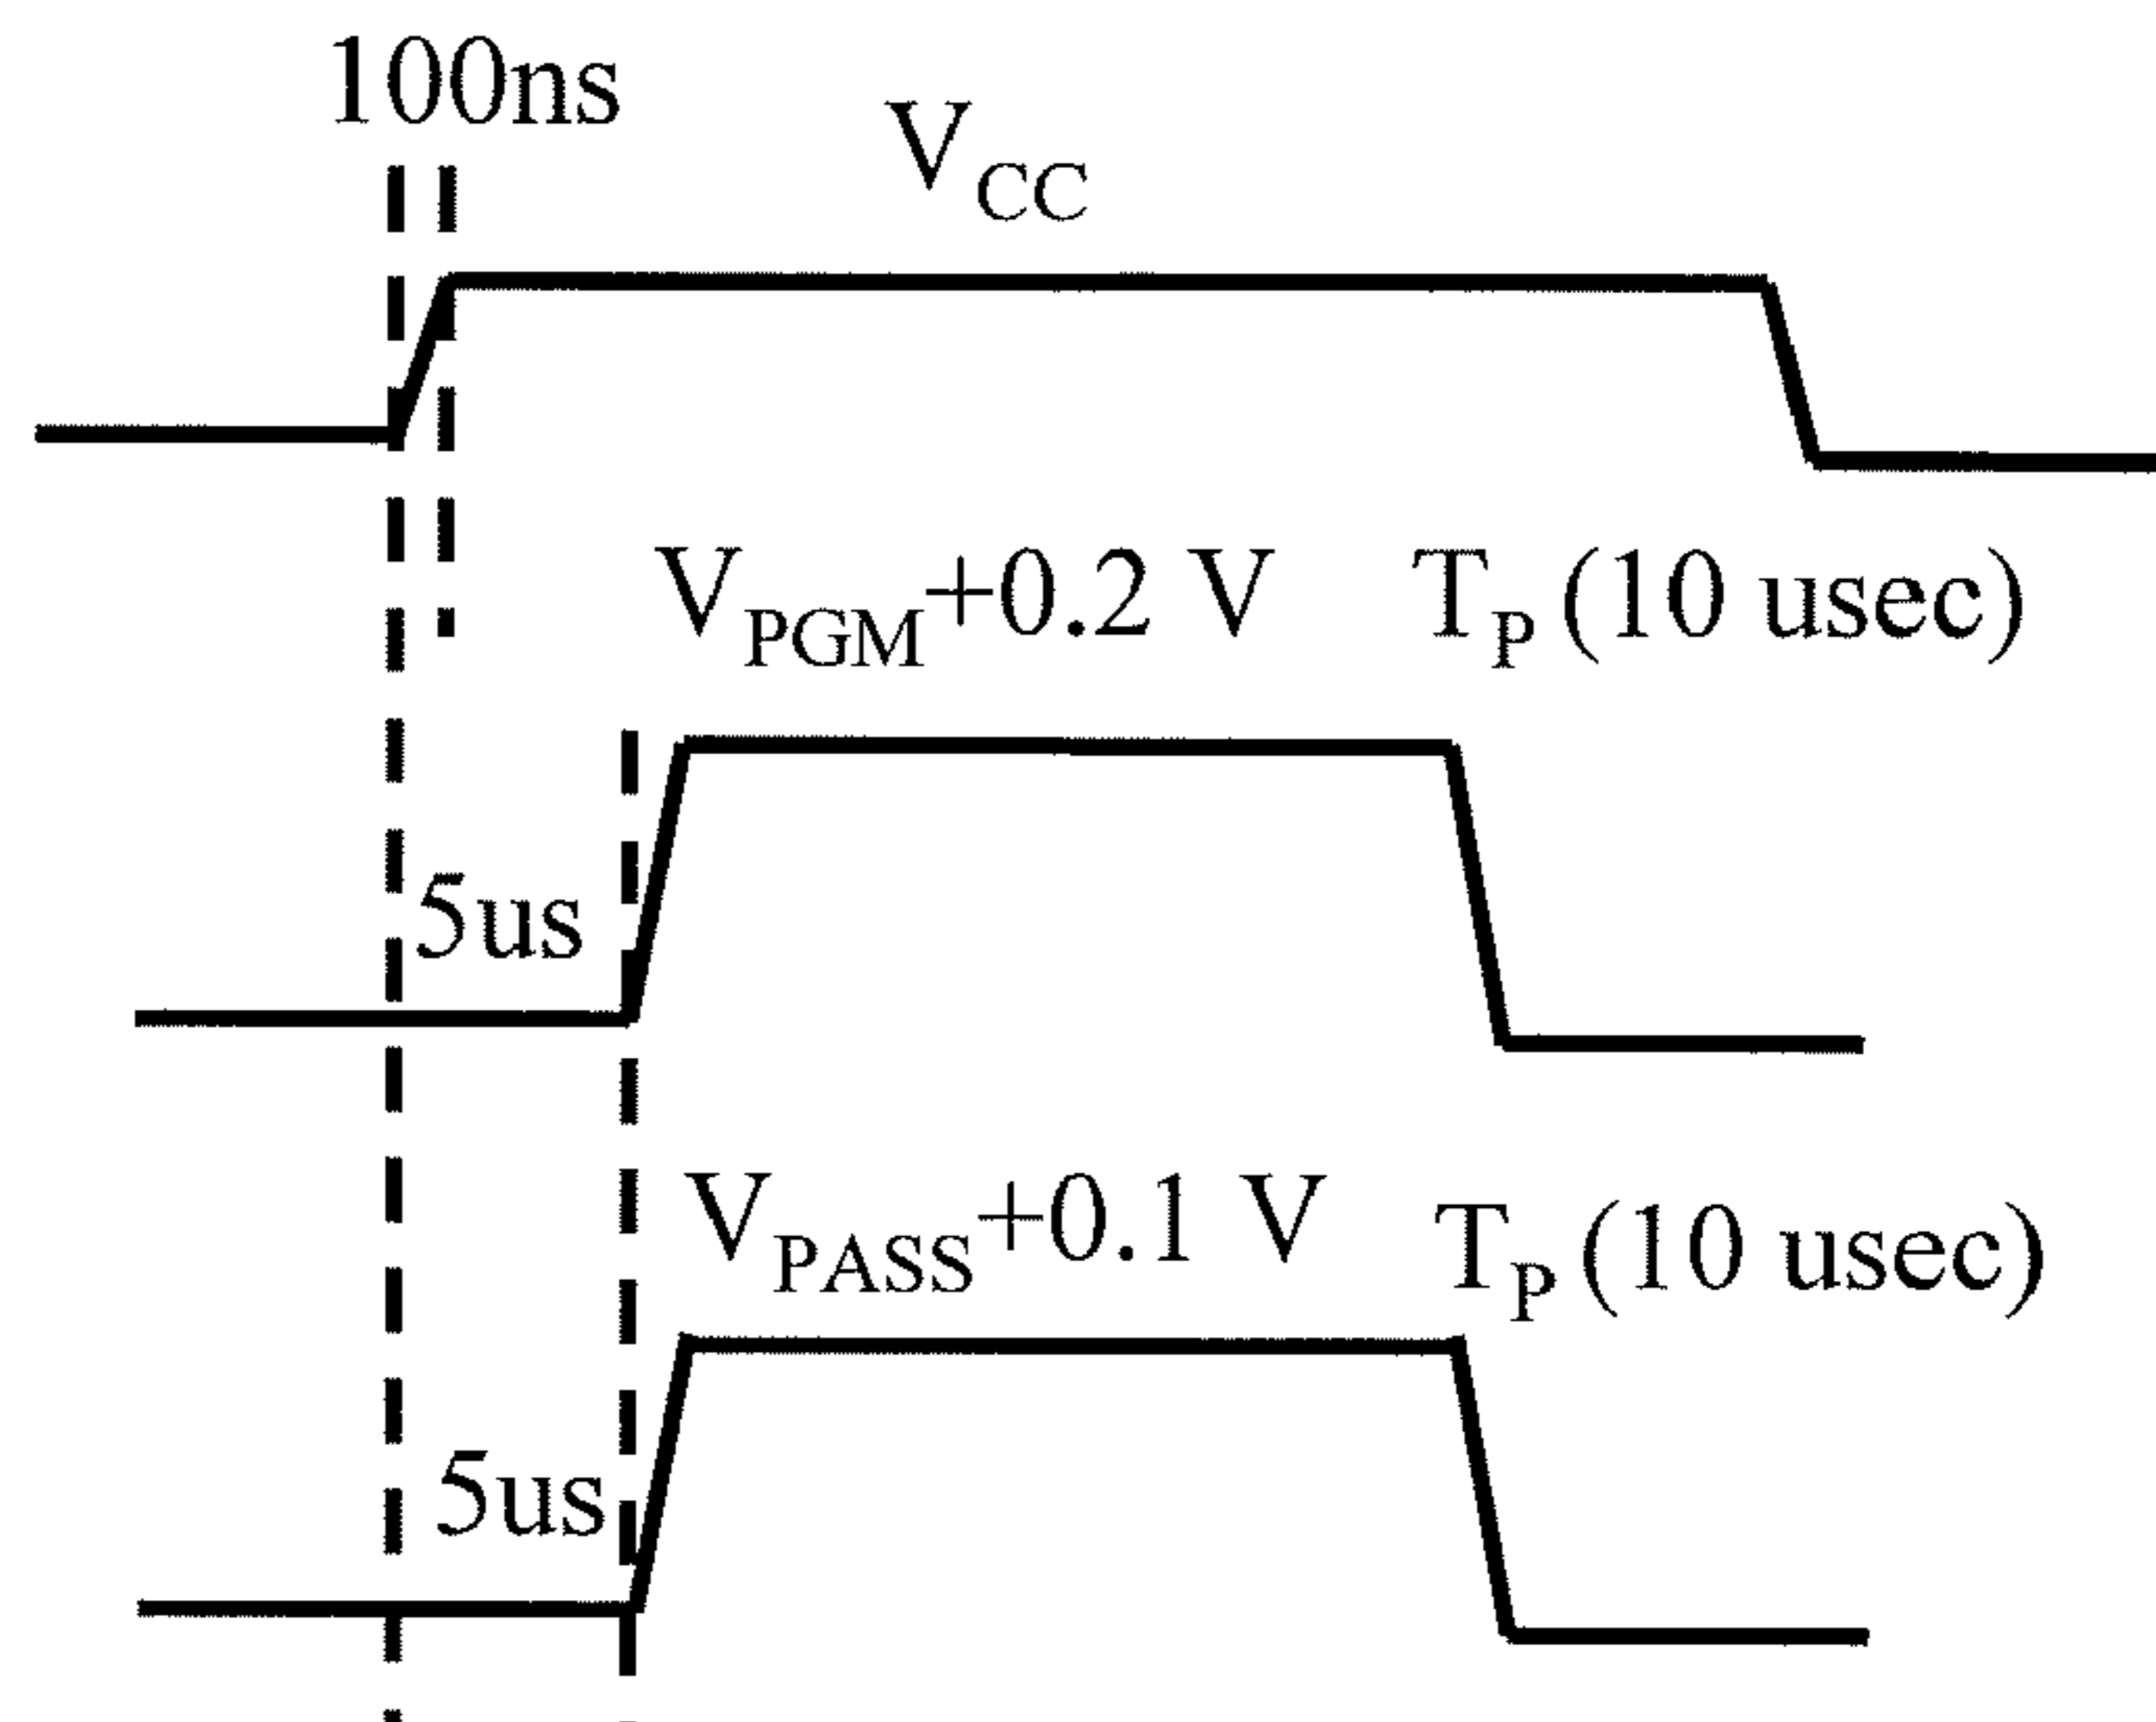 100ns
VCC
VPGM+0.2 V TP (10 usec)
5us
VPASS+0.1 V TP (10 usec)
5us